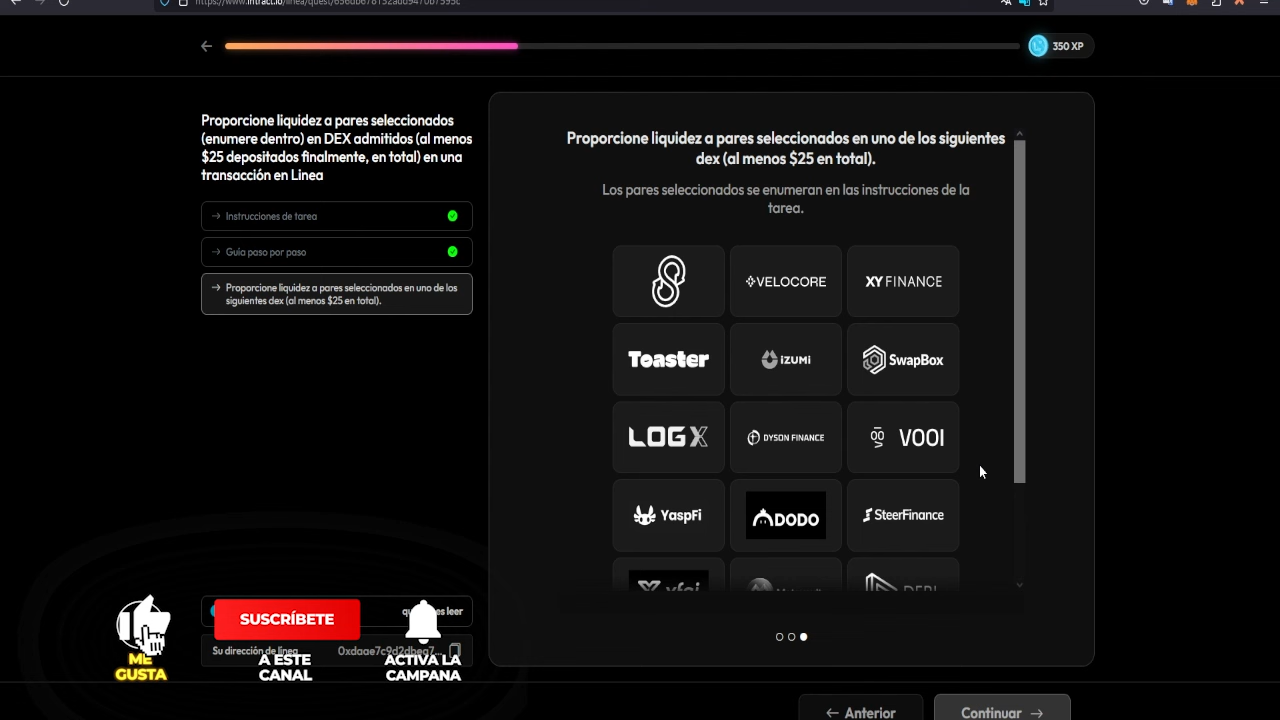 350 XP
Proporcione liquidez a pares seleccionados
(enumere dentro) en DEX admitidos (al menos
$25 depositados finalmente, en total) en una
transacción en Linea
→ Instrucciones de tarea
→ Guía paso por paso
→ Proporcione liquidez a pares seleccionados en uno de los
siguientes dex (al menos $25 en total).
Proporcione liquidez a pares seleccionados en uno de los siguientes
dex (al menos $25 en total).
Los pares seleccionados se enumeran en las instrucciones de la
tarea.
VELOCORE
XY FINANCE
Toaster
iZUMi
SwapBox
LOGX
DYSON FINANCE
VOOI
YaspFi
DODO
SteerFinance
es leer
SUSCRÍBETE
Su dirección de línea
ME
GUSTA
A ESTE
CANAL
ACTIVA LA
CAMPANA
← Anterior
Continuar →